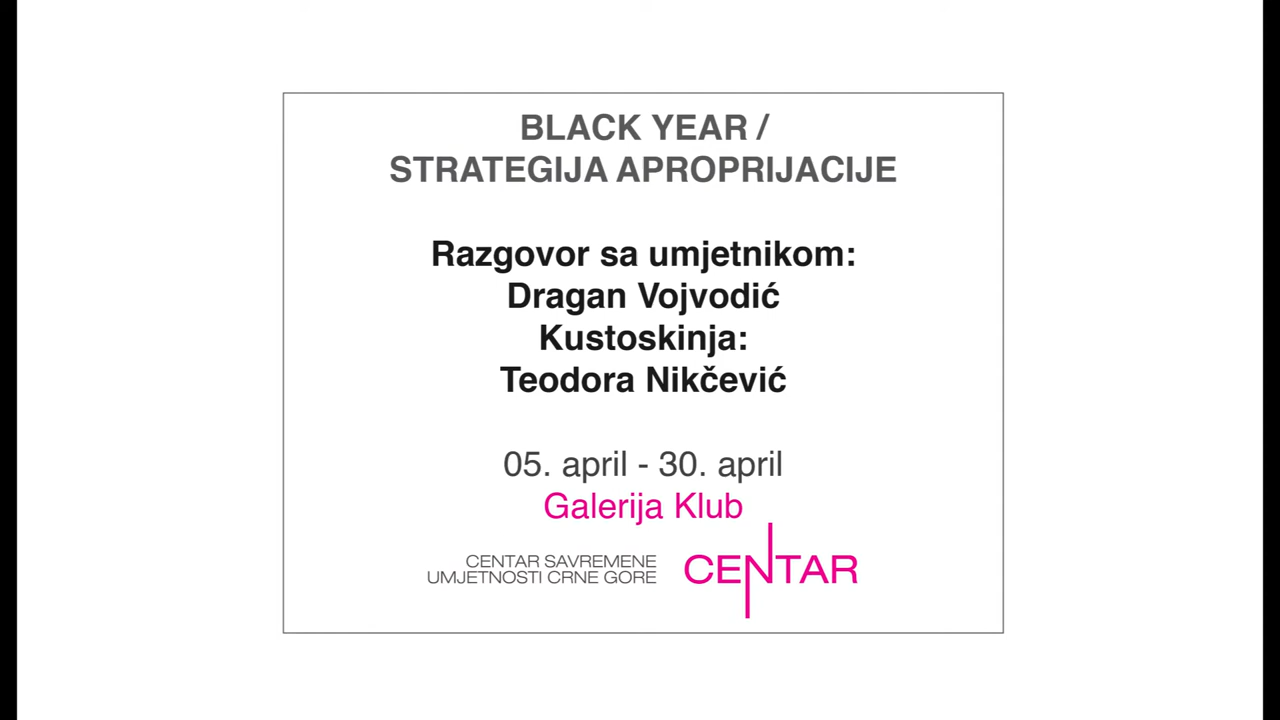 BLACK YEAR /
STRATEGIJA APROPRIJACIJE
Razgovor sa umjetnikom:
Dragan Vojvodić
Kustoskinja:
Teodora Nikčević
05. april - 30. april
Galerija Klub
CENTAR SAVREMENE
UMJETNOSTI CRNE GORE
CENTAR